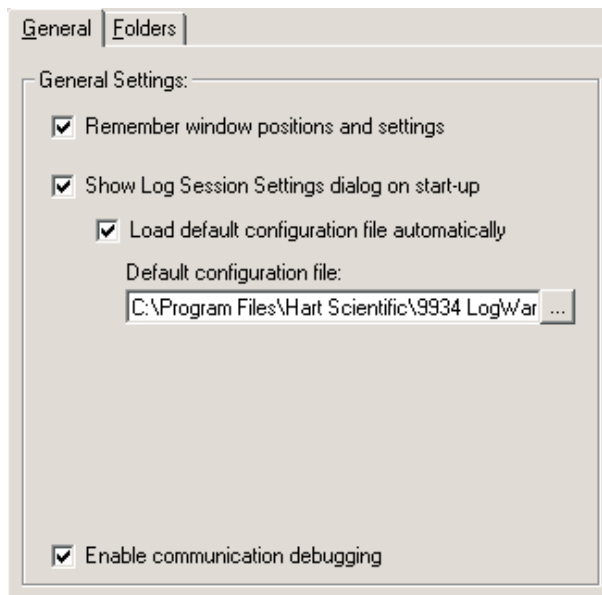 General Folders
General Settings:
Remember window positions and settings
Show Log Session Settings dialog on start-up
Load default configuration file automatically
Default configuration file:
C:\Program Files\Hart Scientific\9934 LogWar ...
Enable communication debugging